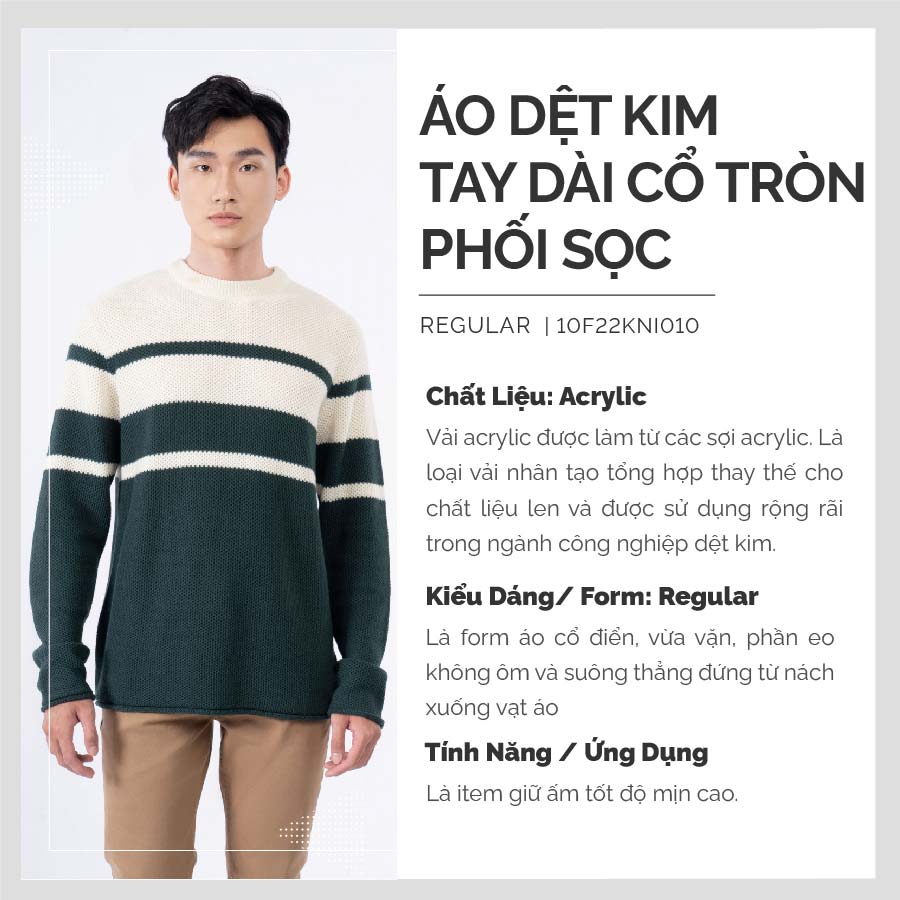 ÁO DỆT KIM
TAY DÀI CỔ TRÒN
PHỐI SỌC
REGULAR | 10F22KNI010
Chất Liệu: Acrylic
Vải acrylic được làm từ các sợi acrylic. Là
loại vải nhân tạo tổng hợp thay thế cho
chất liệu len và được sử dụng rộng rãi
trong ngành công nghiệp dệt kim.
Kiểu Dáng/ Form: Regular
Là form áo cổ điển, vừa vặn, phần eo
không ôm và suông thẳng đứng từ nách
xuống vạt áo
Tính Năng / Ứng Dụng
Là item giữ ấm tốt độ mịn cao.